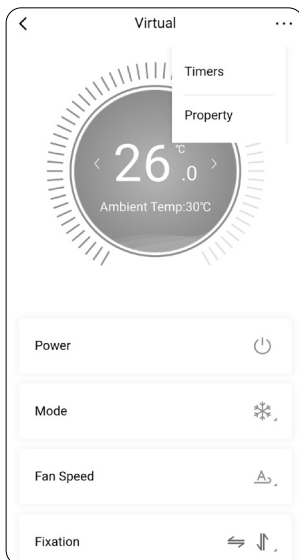 Virtual
Timers
Property
26.0 ℃
Ambient Temp:30℃
Power
Mode
Fan Speed
A
Fixation